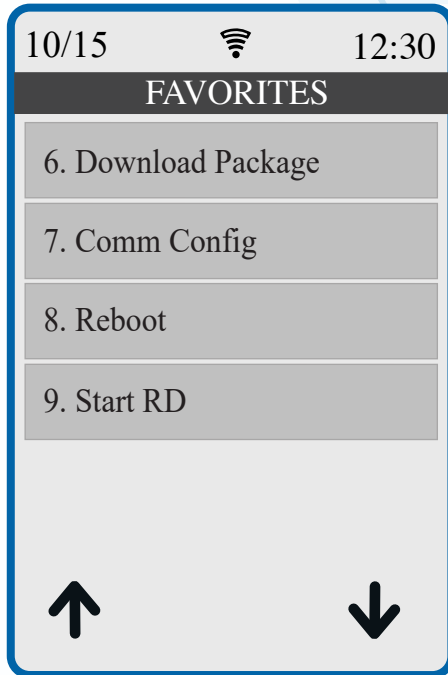 10/15 12:30
FAVORITES
6. Download Package
7. Comm Config
8. Reboot
9. Start RD